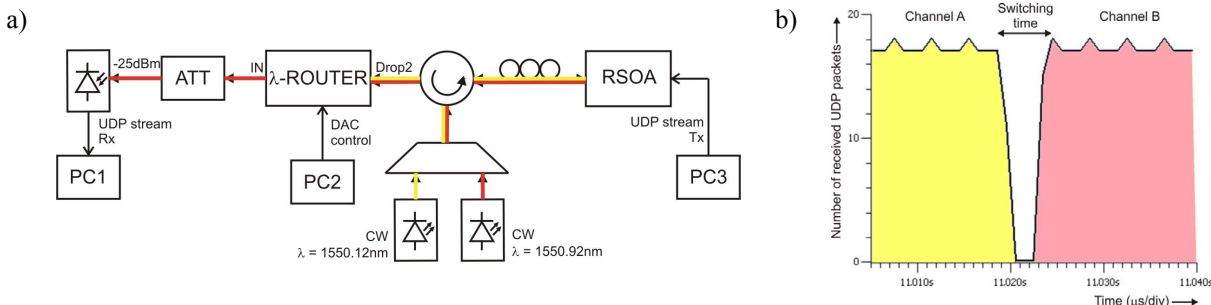 a)
-25dBm
ATT
IN
λ-ROUTER
Drop2
RSOA
UDP stream
Rx
DAC
control
UDP stream
Tx
PC1
PC2
PC3
CW
λ = 1550.12nm
CW
λ = 1550.92nm
b)
Channel A
Switching
time
Channel B
Number of received UDP packets
20
10
0
11.010s
11.020s
11.030s
11.040s
Time (µs/div)